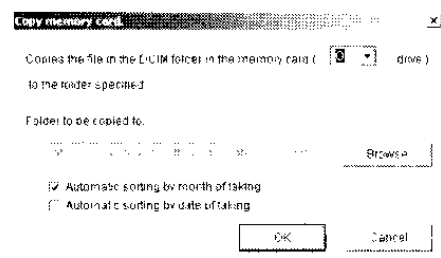 Copy memory card.
Copies the file in the DCIM folder in the memory card ( drive )
to the folder specified
Folder to be copied to.
Browse
Automatic sorting by month of taking
Automatic sorting by date of taking
OK Cancel